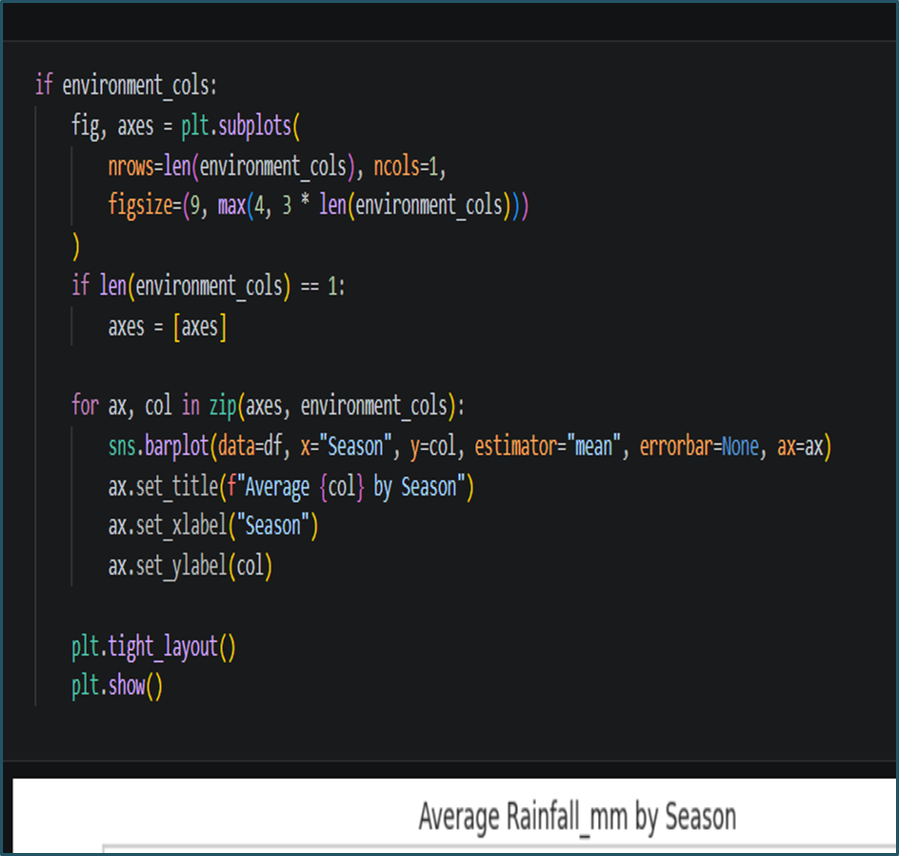 if environment_cols:
    fig, axes = plt.subplots(
        nrows=len(environment_cols), ncols=1,
        figsize=(9, max(4, 3 * len(environment_cols)))
    )
    if len(environment_cols) == 1:
        axes = [axes]
    for ax, col in zip(axes, environment_cols):
        sns.barplot(data=df, x="Season", y=col, estimator="mean", errorbar=None, ax=ax)
        ax.set_title(f"Average {col} by Season")
        ax.set_xlabel("Season")
        ax.set_ylabel(col)
    plt.tight_layout()
    plt.show()
Average Rainfall_mm by Season